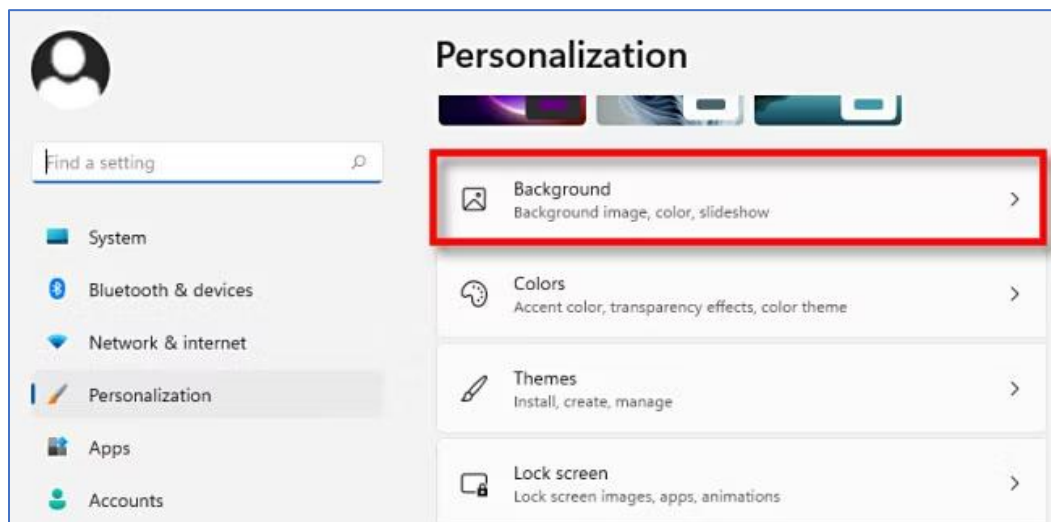 Personalization
Find a setting
System
Bluetooth & devices
Network & internet
Personalization
Apps
Accounts
Background
Background image, color, slideshow
Colors
Accent color, transparency effects, color theme
Themes
Install, create, manage
Lock screen
Lock screen images, apps, animations